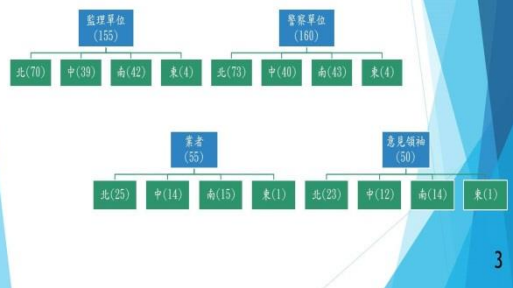 監理單位
(155)
警察單位
(160)
北(70)
中(39)
南(42)
東(4)
北(73)
中(40)
南(43)
東(4)
業者
(55)
意見領袖
(50)
北(25)
中(14)
南(15)
東(1)
北(23)
中(12)
南(14)
東(1)
3